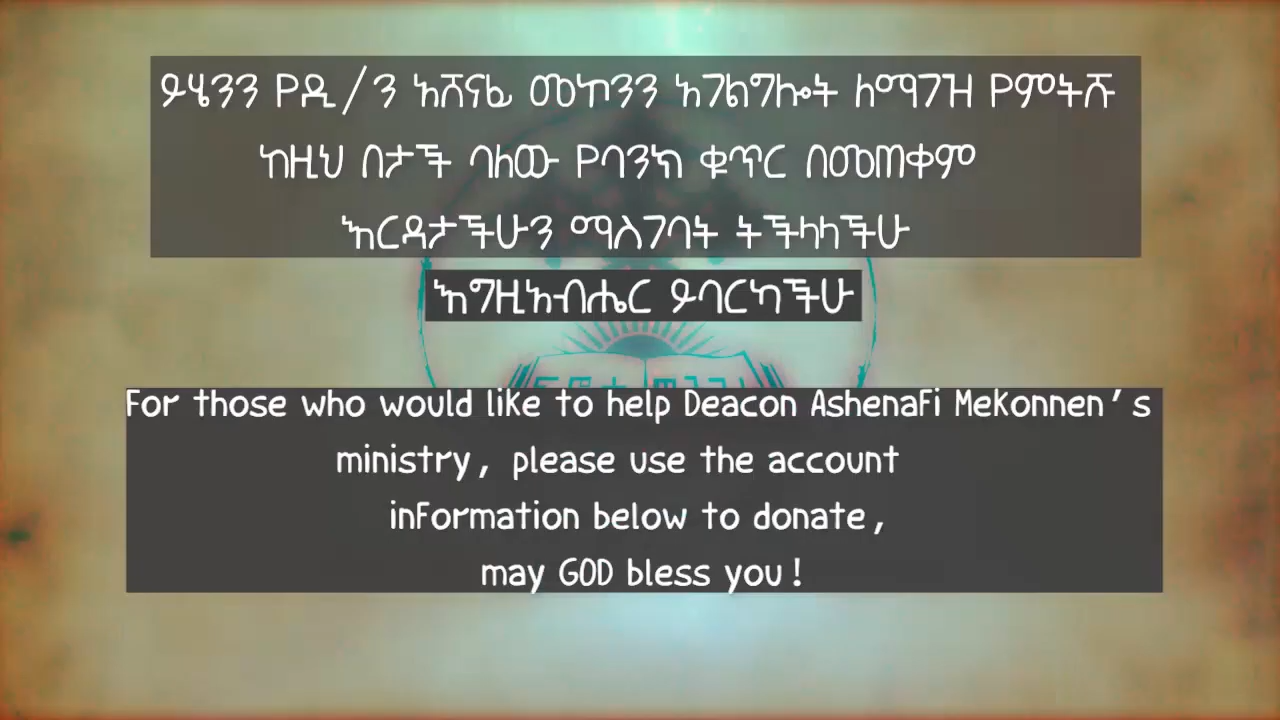 ይሄንን የዲ/ን አሸናፊ መኮንን አገልግሎት ለማገዝ የምትሹ
ከዚህ በታች ባለው የባንክ ቁጥር በመጠቀም
እርዳታችሁን ማስገባት ትችላላችሁ
እግዚአብሔር ይባርካችሁ
For those who would like to help Deacon Ashenafi Mekonnen's
ministry, please use the account
information below to donate,
may GOD bless you!